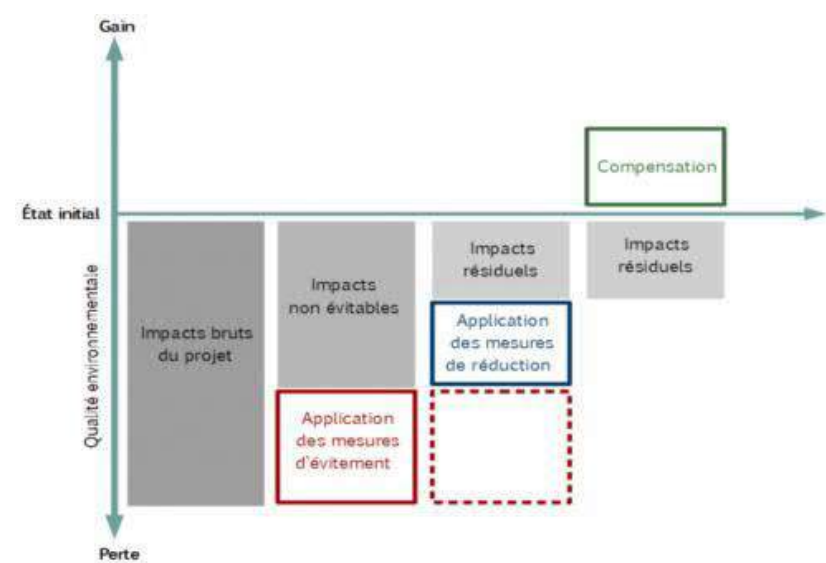 Gain
Compensation
État initial
Qualité environnementale
Impacts bruts
du projet
Impacts
non évitables
Application
des mesures
d'évitement
Impacts
résiduels
Application
des mesures
de réduction
Impacts
résiduels
Perte